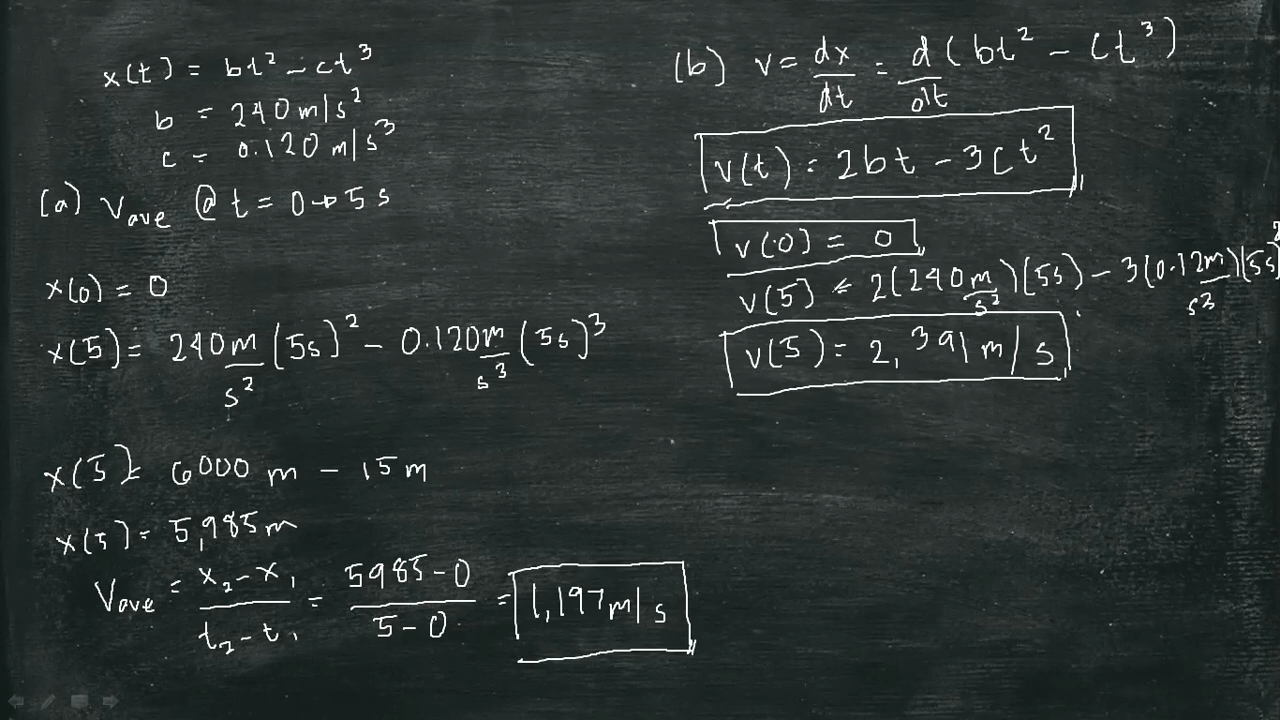 x(t) = bt² - ct³
b = 240 m/s²
c = 0.120 m/s³
(a) Vave @ t = 0→5 s
x(0) = 0
x(5) = 240 m/s² (5s)² - 0.120 m/s³ (5s)³
x(5) = 6000 m - 15 m
x(5) = 5,985 m
Vave = (x₂ - x₁)/(t₂ - t₁) = (5985 - 0)/(5 - 0) = 1,197 m/s
(b) v = dx/dt = d/dt (bt² - ct³)
v(t) = 2bt - 3ct²
v(0) = 0
v(5) = 2(240 m/s²)(5s) - 3(0.12 m/s³)(5s)²
v(5) = 2,391 m/s